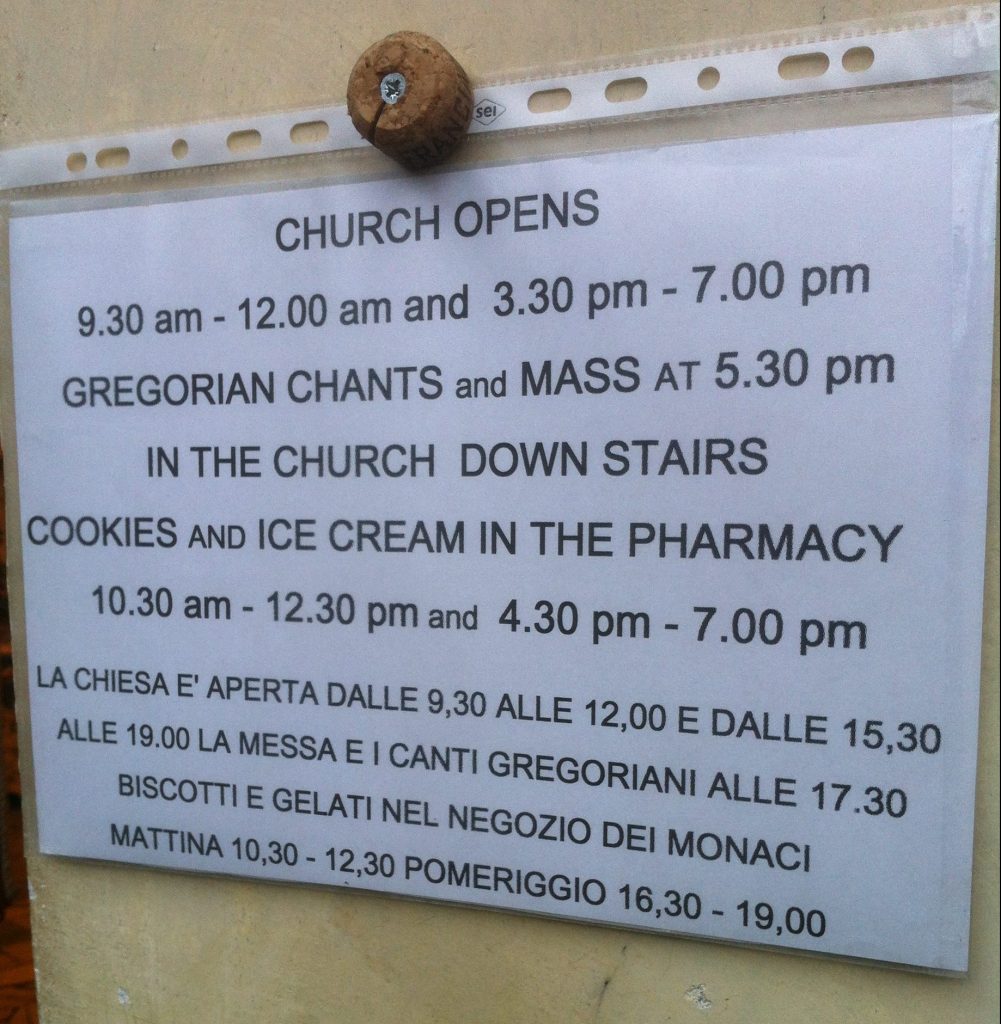 sei
CHURCH OPENS
9.30 am - 12.00 am and 3.30 pm - 7.00 pm
GREGORIAN CHANTS and MASS AT 5.30 pm
IN THE CHURCH DOWN STAIRS
COOKIES AND ICE CREAM IN THE PHARMACY
10.30 am - 12.30 pm and 4.30 pm - 7.00 pm
LA CHIESA E' APERTA DALLE 9,30 ALLE 12,00 E DALLE 15,30
ALLE 19.00 LA MESSA E I CANTI GREGORIANI ALLE 17.30
BISCOTTI E GELATI NEL NEGOZIO DEI MONACI
MATTINA 10,30 - 12,30 POMERIGGIO 16,30 - 19,00